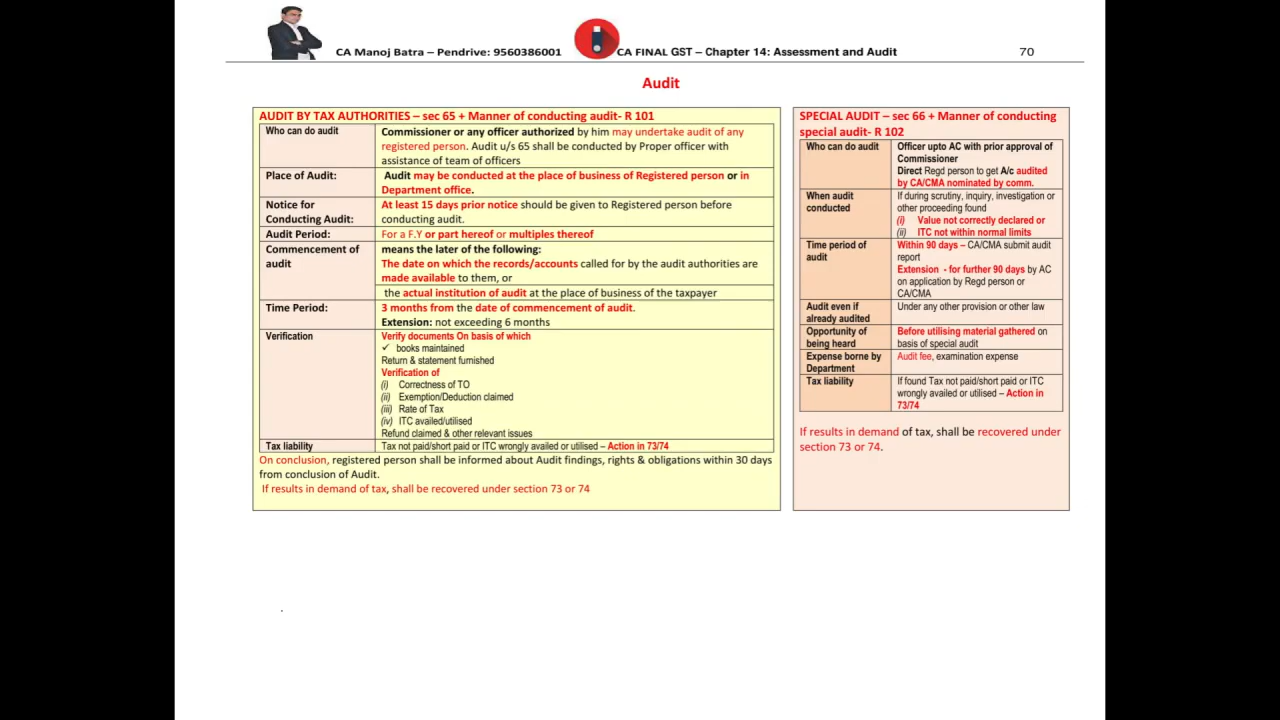 CA Manoj Batra – Pendrive: 9560386001 CA FINAL GST – Chapter 14: Assessment and Audit 70
Audit
AUDIT BY TAX AUTHORITIES – sec 65 + Manner of conducting audit- R 101
Who can do audit Commissioner or any officer authorized by him may undertake audit of any
registered person. Audit u/s 65 shall be conducted by Proper officer with
assistance of team of officers
Place of Audit: Audit may be conducted at the place of business of Registered person or in
Department office.
Notice for At least 15 days prior notice should be given to Registered person before
Conducting Audit: conducting audit.
Audit Period: For a F.Y or part hereof or multiples thereof
Commencement of means the later of the following:
audit The date on which the records/accounts called for by the audit authorities are
made available to them, or
the actual institution of audit at the place of business of the taxpayer
Time Period: 3 months from the date of commencement of audit.
Extension: not exceeding 6 months
Verification Verify documents On basis of which
✓ books maintained
Return & statement furnished
Verification of
(i) Correctness of TO
(ii) Exemption/Deduction claimed
(iii) Rate of Tax
(iv) ITC availed/utilised
Refund claimed & other relevant issues
Tax liability Tax not paid/short paid or ITC wrongly availed or utilised – Action in 73/74
On conclusion, registered person shall be informed about Audit findings, rights & obligations within 30 days
from conclusion of Audit.
If results in demand of tax, shall be recovered under section 73 or 74
SPECIAL AUDIT – sec 66 + Manner of conducting
special audit- R 102
Who can do audit Officer upto AC with prior approval of
Commissioner
Direct Regd person to get A/c audited
by CA/CMA nominated by comm.
When audit If during scrutiny, inquiry, investigation or
conducted other proceeding found
(i) Value not correctly declared or
(ii) ITC not within normal limits
Time period of Within 90 days – CA/CMA submit audit
audit report
Extension - for further 90 days by AC
on application by Regd person or
CA/CMA
Audit even if Under any other provision or other law
already audited
Opportunity of Before utilising material gathered on
being heard basis of special audit
Expense borne by Audit fee, examination expense
Department
Tax liability If found Tax not paid/short paid or ITC
wrongly availed or utilised – Action in
73/74
If results in demand of tax, shall be recovered under
section 73 or 74.